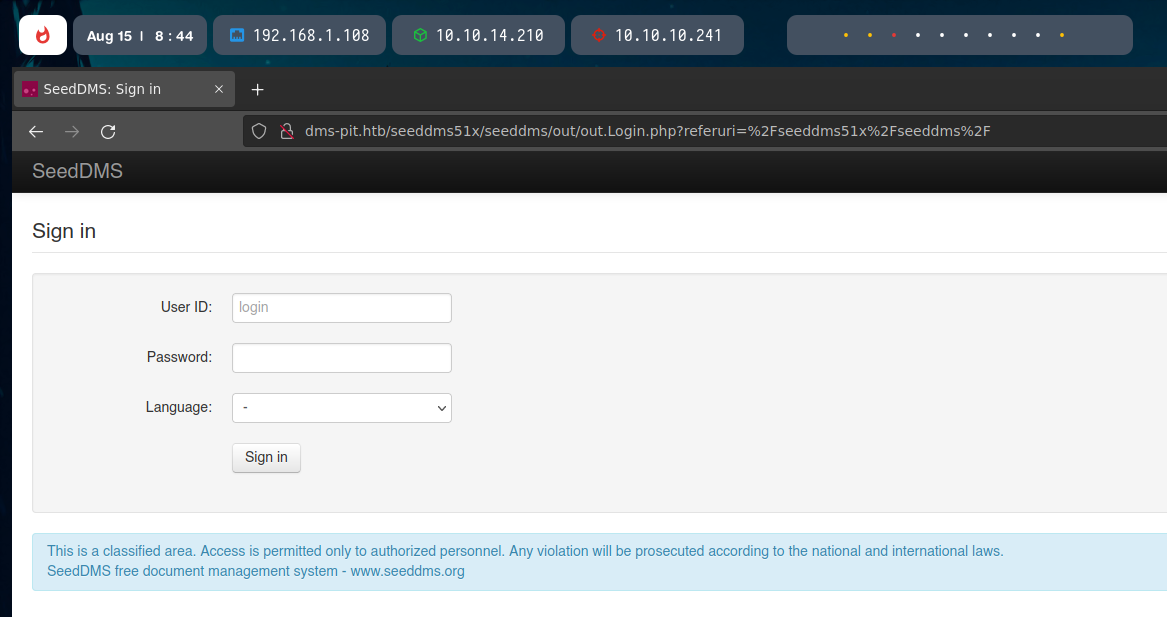 Aug 15 | 8:44 192.168.1.108 10.10.14.210 10.10.10.241
SeedDMS: Sign in × +
dms-pit.htb/seeddms51x/seeddms/out/out.Login.php?referuri=%2Fseeddms51x%2Fseeddms%2F
SeedDMS
Sign in
User ID: login
Password:
Language: -
Sign in
This is a classified area. Access is permitted only to authorized personnel. Any violation will be prosecuted according to the national and international laws.
SeedDMS free document management system - www.seeddms.org